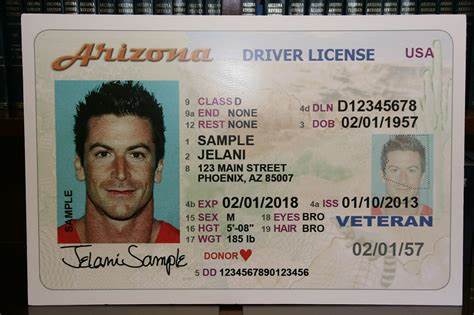 Arizona DRIVER LICENSE USA
9 CLASS D
9a END NONE
12 REST NONE
4d DLN D12345678
3 DOB 02/01/1957
1 SAMPLE
2 JELANI
8 123 MAIN STREET
PHOENIX, AZ 85007
4b EXP 02/01/2018
4a ISS 01/10/2013
15 SEX M
18 EYES BRO
16 HGT 5'-08"
19 HAIR BRO
17 WGT 185 lb
VETERAN
DONOR
02/01/57
5 DD 1234567890123456
SAMPLE
Jelani Sample